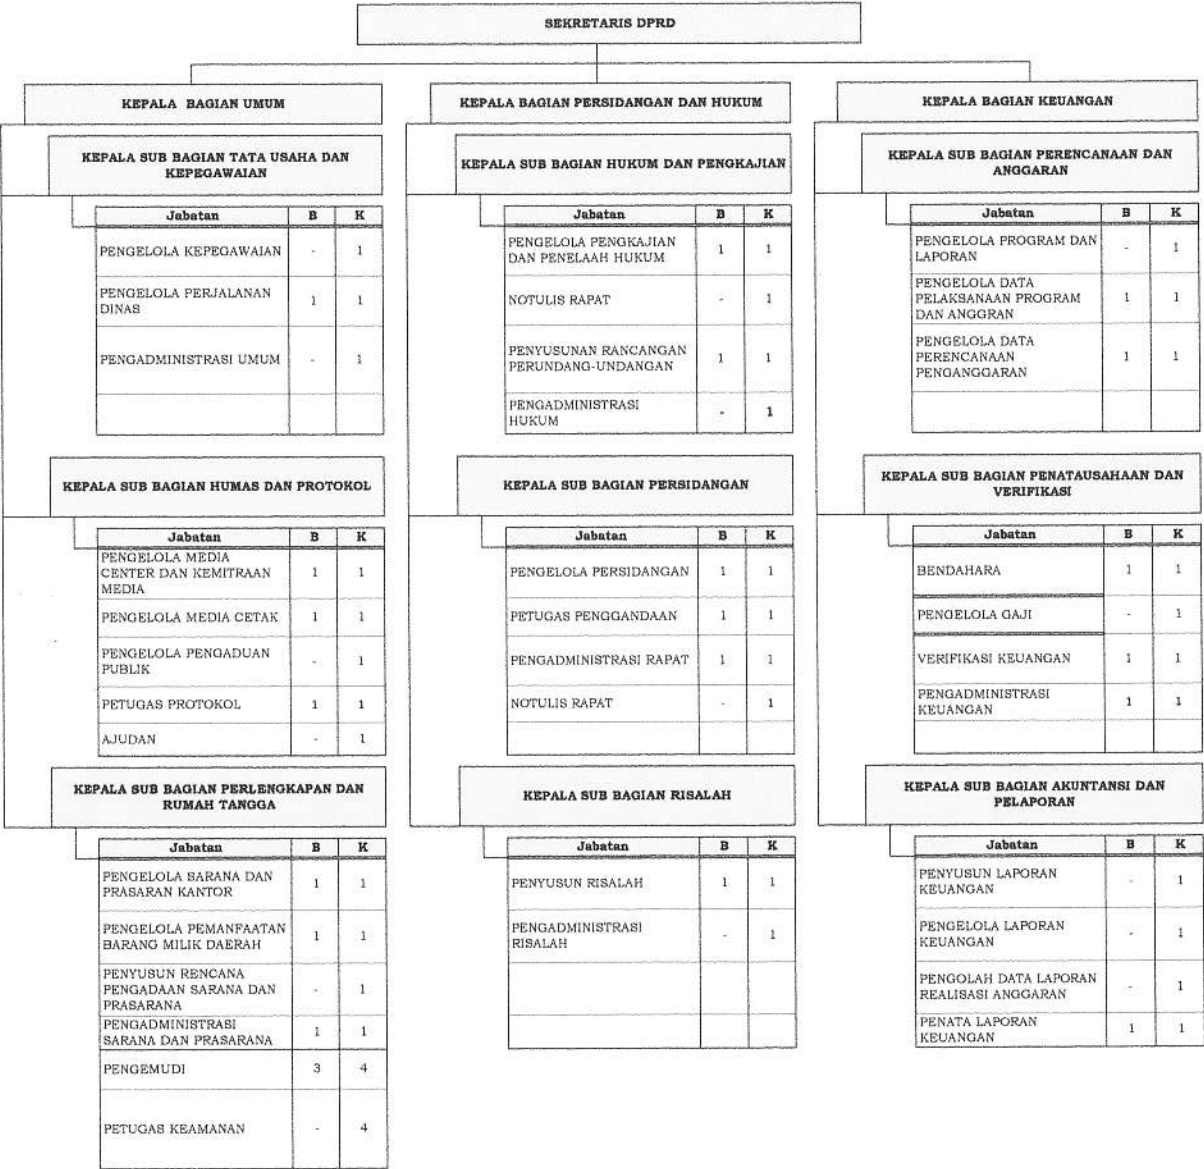 SEKRETARIS DPRD
KEPALA BAGIAN UMUM
KEPALA SUB BAGIAN TATA USAHA DAN
KEPEGAWAIAN
Jabatan B K
PENGELOLA KEPEGAWAIAN - 1
PENGELOLA PERJALANAN
DINAS 1 1
PENGADMINISTRASI UMUM - 1
KEPALA SUB BAGIAN HUMAS DAN PROTOKOL
Jabatan B K
PENGELOLA MEDIA
CENTER DAN KEMITRAAN 1 1
MEDIA
PENGELOLA MEDIA CETAK 1 1
PENGELOLA PENGADUAN
PUBLIK - 1
PETUGAS PROTOKOL 1 1
AJUDAN - 1
KEPALA SUB BAGIAN PERLENGKAPAN DAN
RUMAH TANGGA
Jabatan B K
PENGELOLA SARANA DAN
PRASARAN KANTOR 1 1
PENGELOLA PEMANFAATAN
BARANG MILIK DAERAH 1 1
PENYUSUN RENCANA
PENGADAAN SARANA DAN - 1
PRASARANA
PENGADMINISTRASI
SARANA DAN PRASARANA 1 1
PENGEMUDI 3 4
PETUGAS KEAMANAN - 4
KEPALA BAGIAN PERSIDANGAN DAN HUKUM
KEPALA SUB BAGIAN HUKUM DAN PENGKAJIAN
Jabatan B K
PENGELOLA PENGKAJIAN
DAN PENELAAH HUKUM 1 1
NOTULIS RAPAT - 1
PENYUSUNAN RANCANGAN
PERUNDANG-UNDANGAN 1 1
PENGADMINISTRASI
HUKUM - 1
KEPALA SUB BAGIAN PERSIDANGAN
Jabatan B K
PENGELOLA PERSIDANGAN 1 1
PETUGAS PENGGANDAAN 1 1
PENGADMINISTRASI RAPAT 1 1
NOTULIS RAPAT - 1
KEPALA SUB BAGIAN RISALAH
Jabatan B K
PENYUSUN RISALAH 1 1
PENGADMINISTRASI
RISALAH - 1
KEPALA BAGIAN KEUANGAN
KEPALA SUB BAGIAN PERENCANAAN DAN
ANGGARAN
Jabatan B K
PENGELOLA PROGRAM DAN
LAPORAN - 1
PENGELOLA DATA
PELAKSANAAN PROGRAM 1 1
DAN ANGGRAN
PENGELOLA DATA
PERENCANAAN 1 1
PENGANGGARAN
KEPALA SUB BAGIAN PENATAUSAHAAN DAN
VERIFIKASI
Jabatan B K
BENDAHARA 1 1
PENGELOLA GAJI - 1
VERIFIKASI KEUANGAN 1 1
PENGADMINISTRASI
KEUANGAN 1 1
KEPALA SUB BAGIAN AKUNTANSI DAN
PELAPORAN
Jabatan B K
PENYUSUN LAPORAN
KEUANGAN - 1
PENGELOLA LAPORAN
KEUANGAN - 1
PENGOLAH DATA LAPORAN
REALISASI ANGGARAN - 1
PENATA LAPORAN
KEUANGAN 1 1